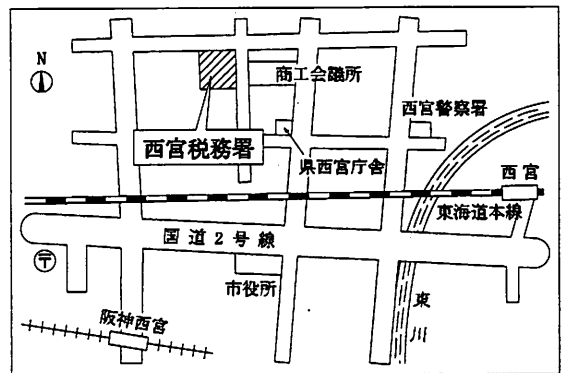 N
商工会議所
西宮警察署
西宮税務署
県西宮庁舎
西宮
東海道本線
国道2号線
〒
市役所
東川
阪神西宮